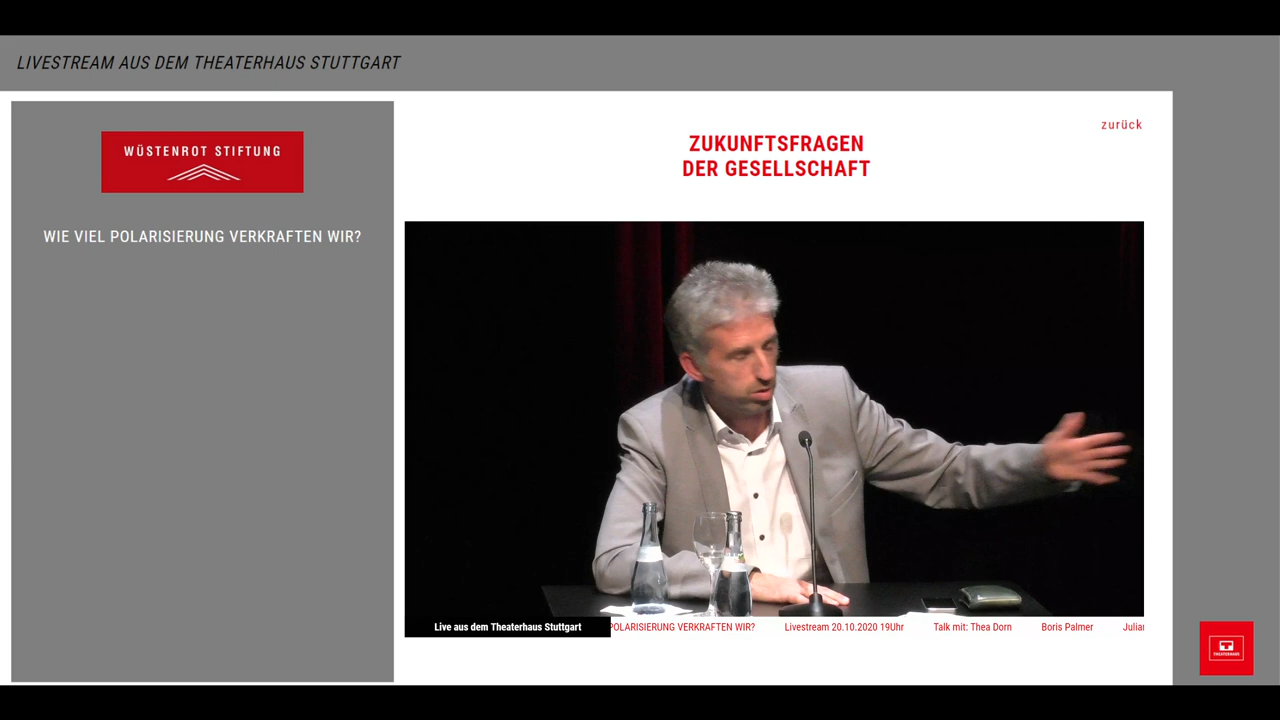 LIVESTREAM AUS DEM THEATERHAUS STUTTGART
WÜSTENROT STIFTUNG
WIE VIEL POLARISIERUNG VERKRAFTEN WIR?
zurück
ZUKUNFTSFRAGEN
DER GESELLSCHAFT
Live aus dem Theaterhaus Stuttgart
POLARISIERUNG VERKRAFTEN WIR? Livestream 20.10.2020 19Uhr Talk mit: Thea Dorn Boris Palmer
THEATERHAUS